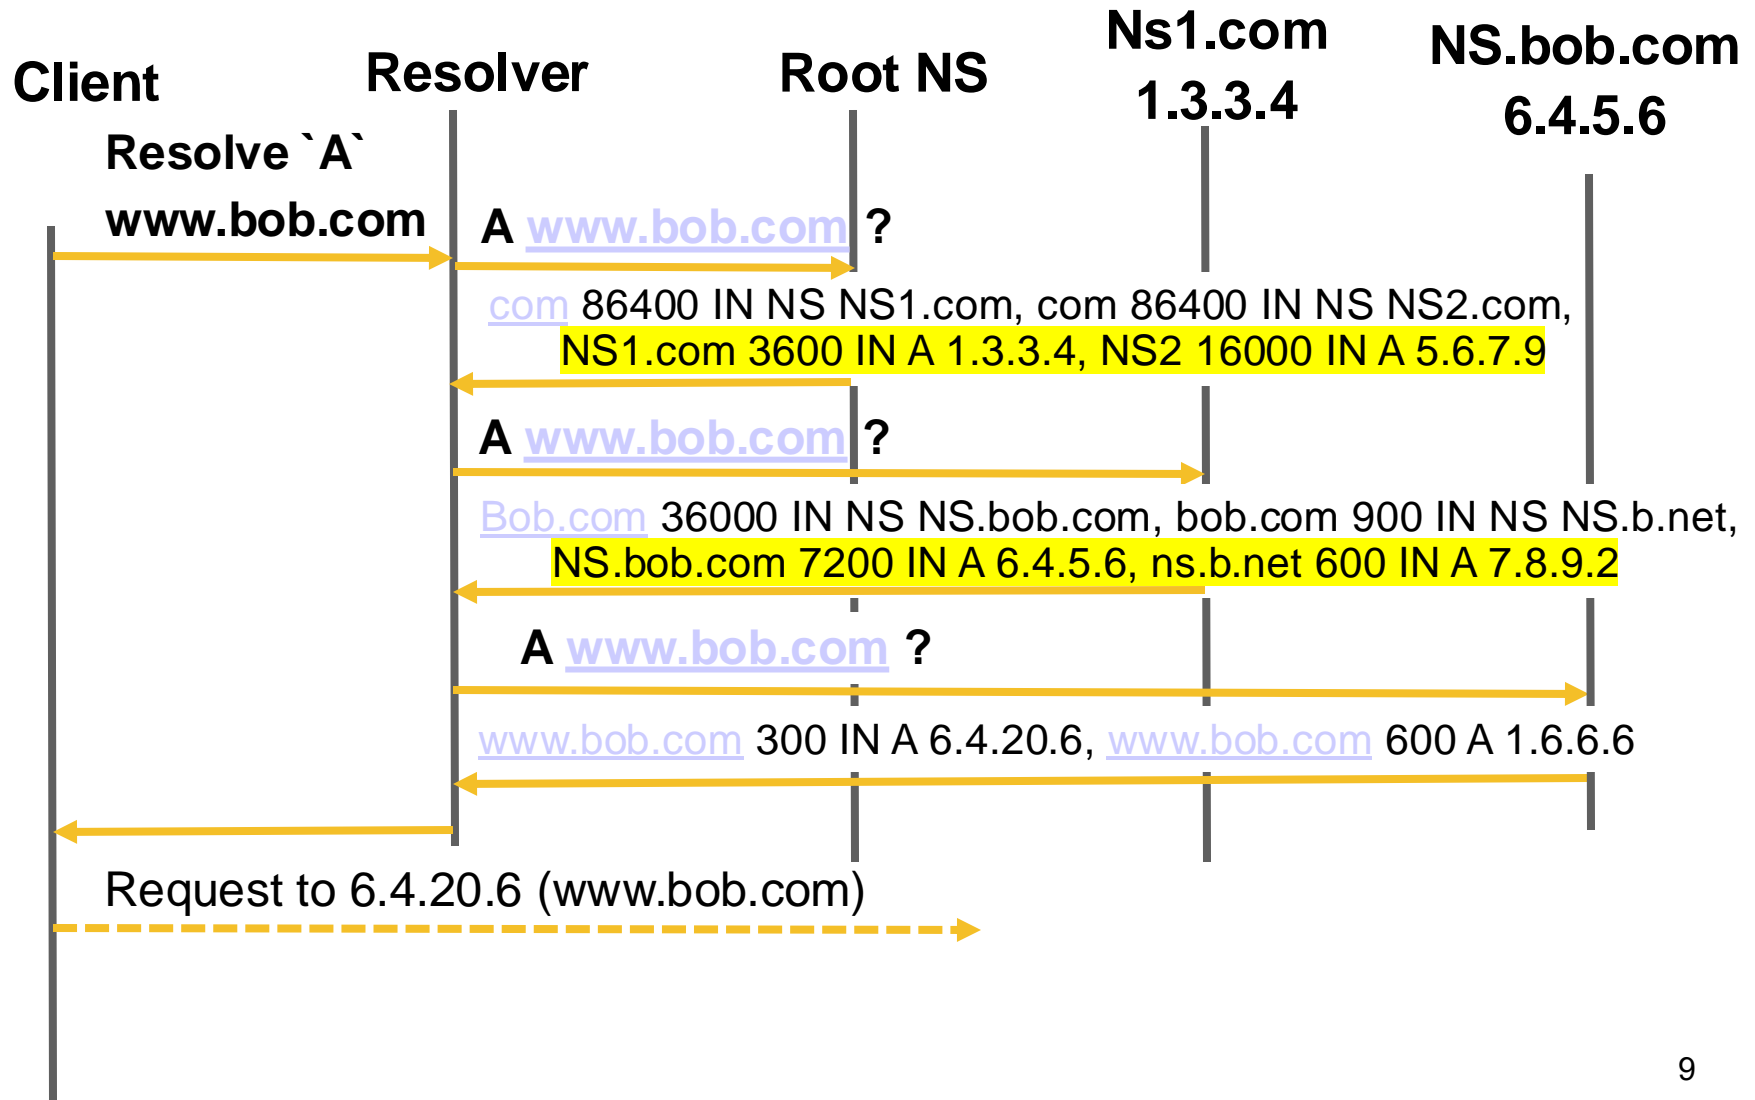 Client
Resolver
Root NS
Ns1.com
1.3.3.4
NS.bob.com
6.4.5.6
Resolve `A`
www.bob.com
A www.bob.com ?
com 86400 IN NS NS1.com, com 86400 IN NS NS2.com,
NS1.com 3600 IN A 1.3.3.4, NS2 16000 IN A 5.6.7.9
A www.bob.com ?
Bob.com 36000 IN NS NS.bob.com, bob.com 900 IN NS NS.b.net,
NS.bob.com 7200 IN A 6.4.5.6, ns.b.net 600 IN A 7.8.9.2
A www.bob.com ?
www.bob.com 300 IN A 6.4.20.6, www.bob.com 600 A 1.6.6.6
Request to 6.4.20.6 (www.bob.com)
9